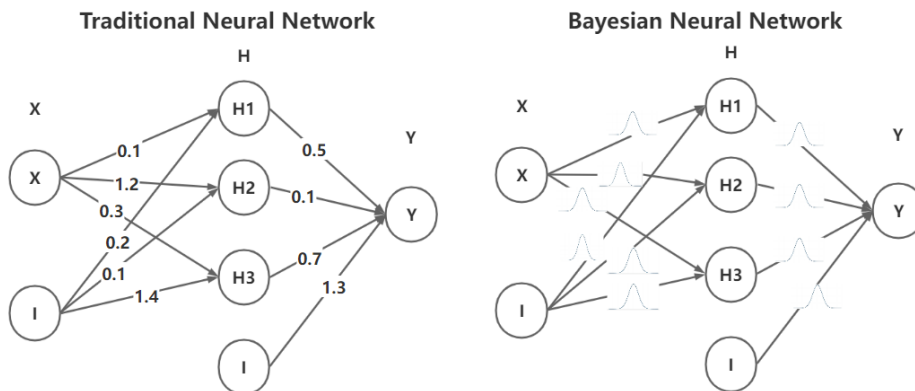 Traditional Neural Network
H
X
H1
Y
0.1
0.5
X
1.2
H2
0.1
Y
0.3
0.2
0.1
H3
0.7
1.4
1.3
I
I
Bayesian Neural Network
H
X
H1
Y
X
H2
Y
H3
I
I